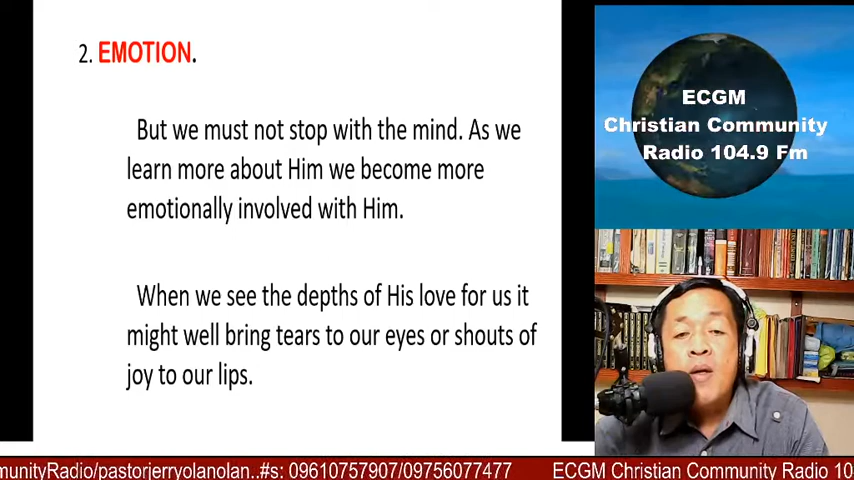 2. EMOTION.
But we must not stop with the mind. As we
learn more about Him we become more
emotionally involved with Him.
When we see the depths of His love for us it
might well bring tears to our eyes or shouts of
joy to our lips.
ECGM
Christian Community
Radio 104.9 Fm
munityRadio/pastorjerryolanolan..#s: 09610757907/09756077477 ECGM Christian Community Radio 10